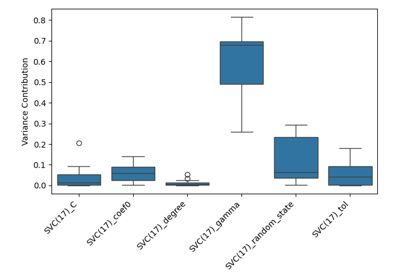 Variance Contribution
0.8
0.7
0.6
0.5
0.4
0.3
0.2
0.1
0.0
SVC(17)_C
SVC(17)_coef0
SVC(17)_degree
SVC(17)_gamma
SVC(17)_random_state
SVC(17)_tol